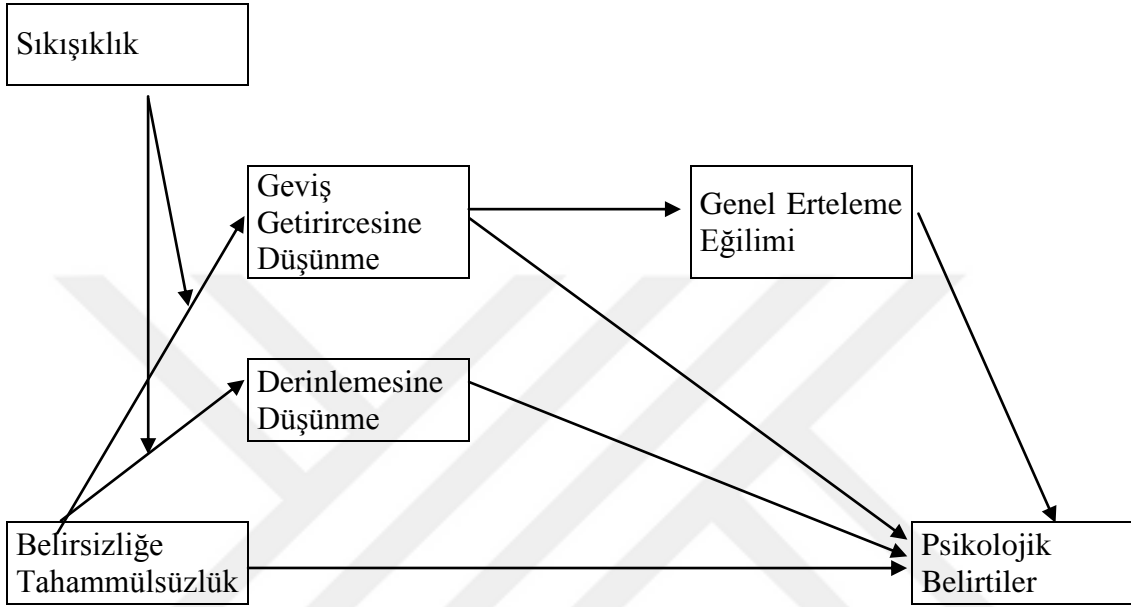 Sıkışıklık
Geviş
Getirircesine
Düşünme
Genel Erteleme
Eğilimi
Derinlemesine
Düşünme
Belirsizliğe
Tahammülsüzlük
Psikolojik
Belirtiler